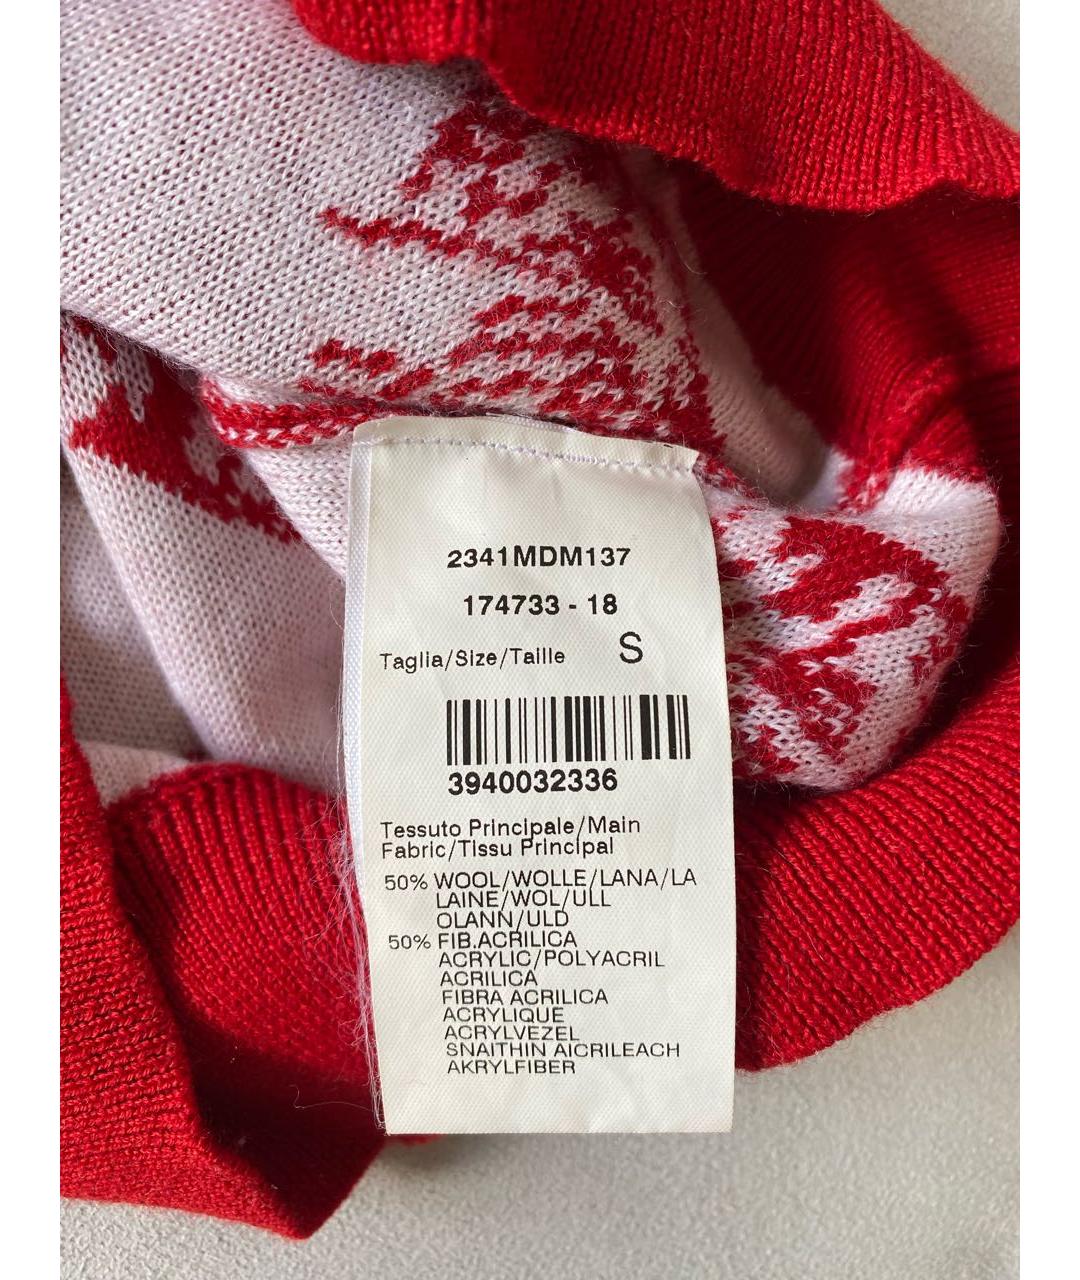 2341MDM137
174733 - 18
Taglia/Size/Taille S
3940032336
Tessuto Principale/Main
Fabric/Tissu Principal
50% WOOL/WOLLE/LANA/LA
LAINE/WOL/ULL
OLANN/ULD
50% FIB.ACRILICA
ACRYLIC/POLYACRIL
ACRILICA
FIBRA ACRILICA
ACRYLIQUE
ACRYLVEZEL
SNAITHIN AICRILEACH
AKRYLFIBER